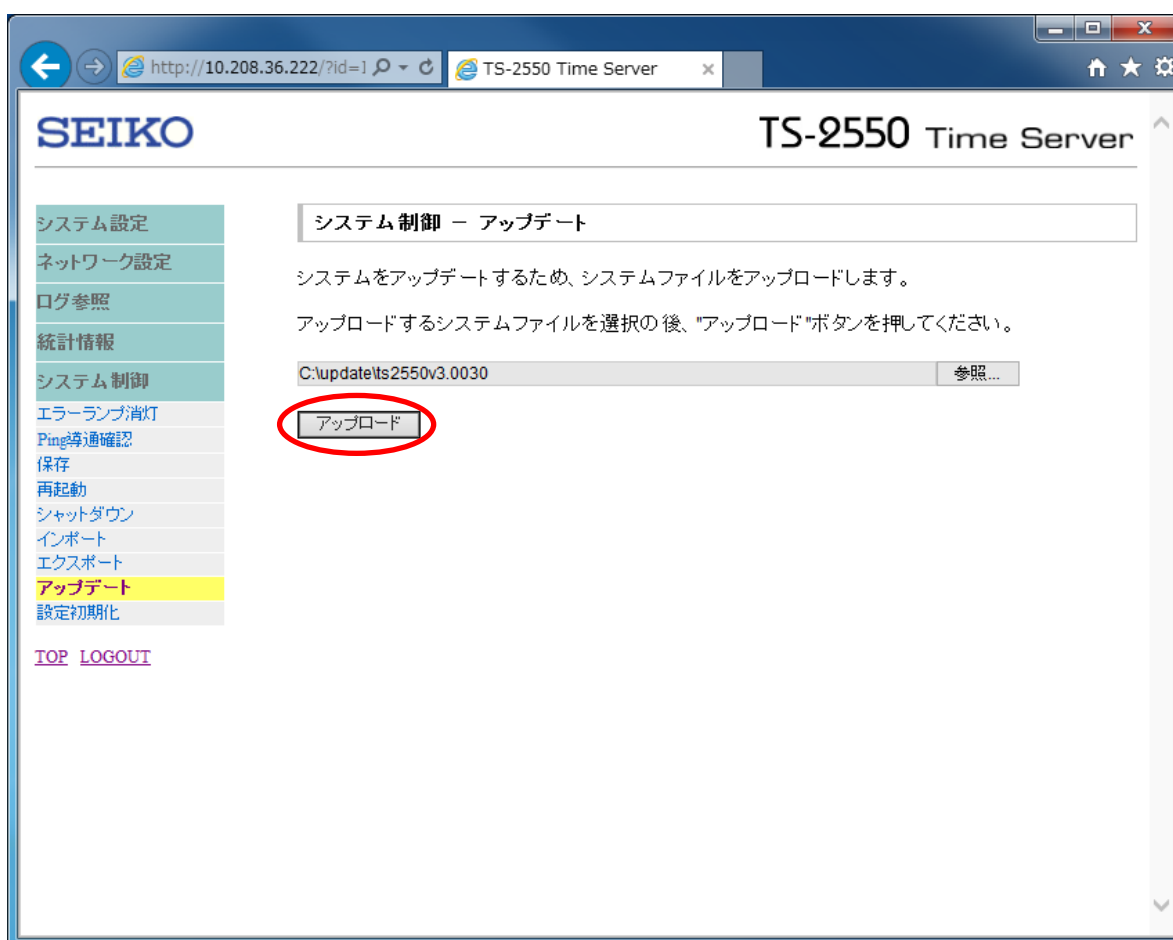 http://10.208.36.222/?id=1
TS-2550 Time Server
SEIKO
TS-2550 Time Server
システム設定
ネットワーク設定
ログ参照
統計情報
システム制御
エラーランプ消灯
Ping導通確認
保存
再起動
シャットダウン
インポート
エクスポート
アップデート
設定初期化
TOP LOGOUT
システム制御 － アップデート
システムをアップデートするため、システムファイルをアップロードします。
アップロードするシステムファイルを選択の後、"アップロード"ボタンを押してください。
C:\update\ts2550v3.0030
参照...
アップロード